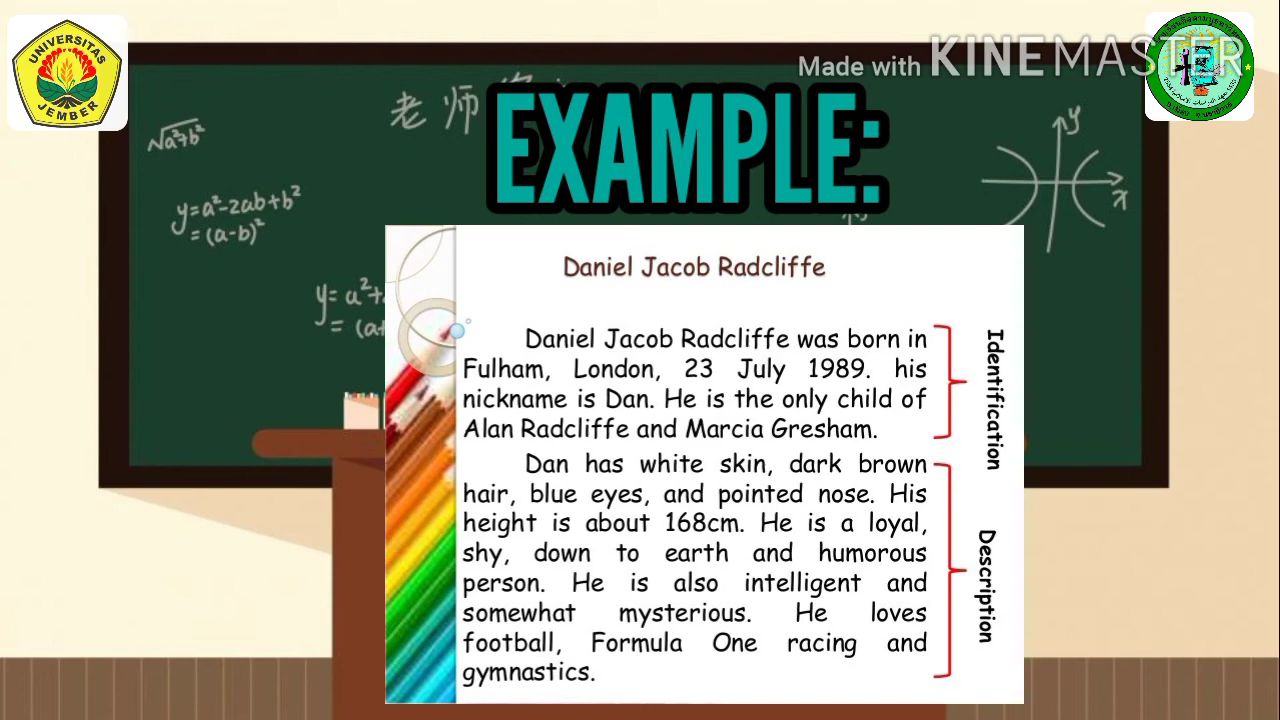 UNIVERSITAS
JEMBER
Made with KINEMASTER
老师
EXAMPLE:
√a²+b²
y=a²-2ab+b²
=(a-b)²
y=a²+
=(a+
y
x
Daniel Jacob Radcliffe
Daniel Jacob Radcliffe was born in
Fulham, London, 23 July 1989. his
nickname is Dan. He is the only child of
Alan Radcliffe and Marcia Gresham.
Identification
Dan has white skin, dark brown
hair, blue eyes, and pointed nose. His
height is about 168cm. He is a loyal,
shy, down to earth and humorous
person. He is also intelligent and
somewhat mysterious. He loves
football, Formula One racing and
gymnastics.
Description